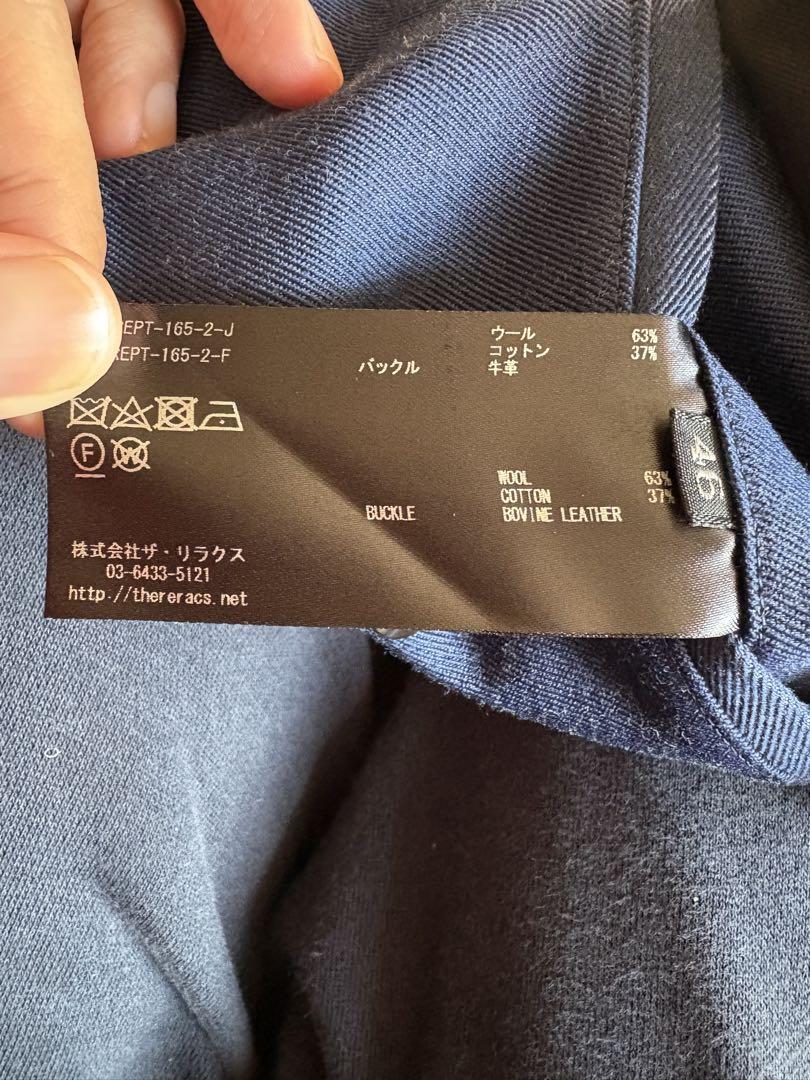 EPT-165-2-J
REPT-165-2-F
ウール 63%
コットン 37%
バックル 牛革
F
W
WOOL 63%
COTTON 37%
BUCKLE BOVINE LEATHER
46
株式会社ザ・リラクス
03-6433-5121
http://thereracs.net